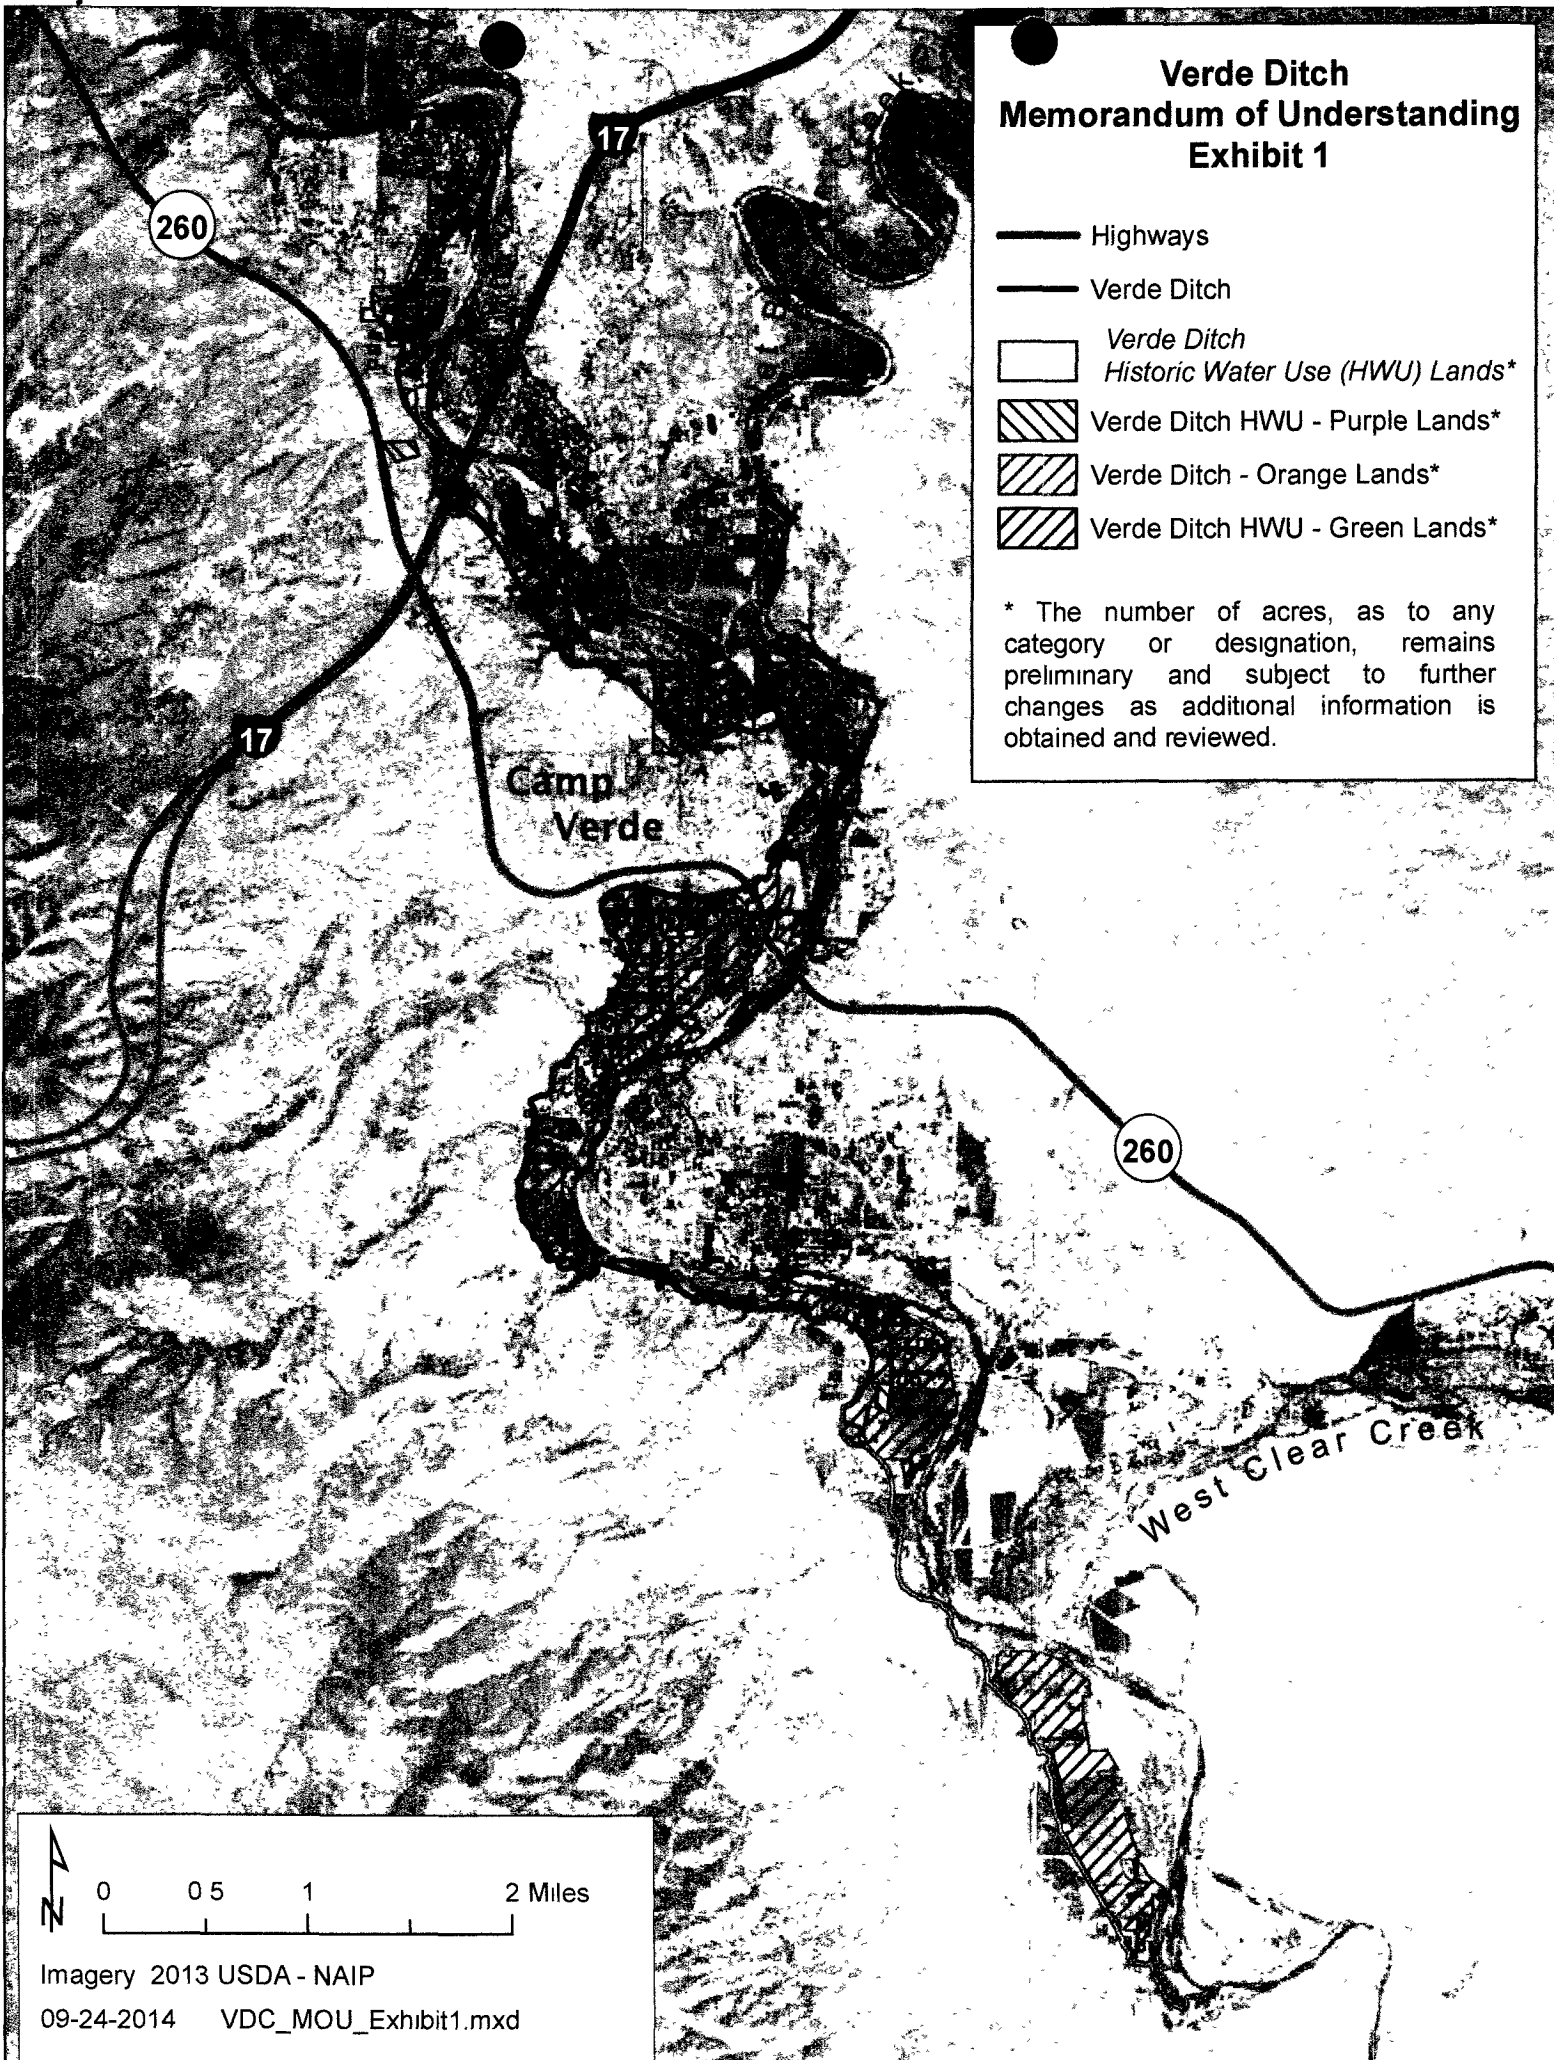 Verde Ditch
Memorandum of Understanding
Exhibit 1
Highways
Verde Ditch
Verde Ditch
Historic Water Use (HWU) Lands*
Verde Ditch HWU - Purple Lands*
Verde Ditch - Orange Lands*
Verde Ditch HWU - Green Lands*
* The number of acres, as to any
category or designation, remains
preliminary and subject to further
changes as additional information is
obtained and reviewed.
17
260
17
Camp
Verde
260
West Clear Creek
N
0 0 5 1 2 Miles
Imagery 2013 USDA - NAIP
09-24-2014 VDC_MOU_Exhibit1.mxd